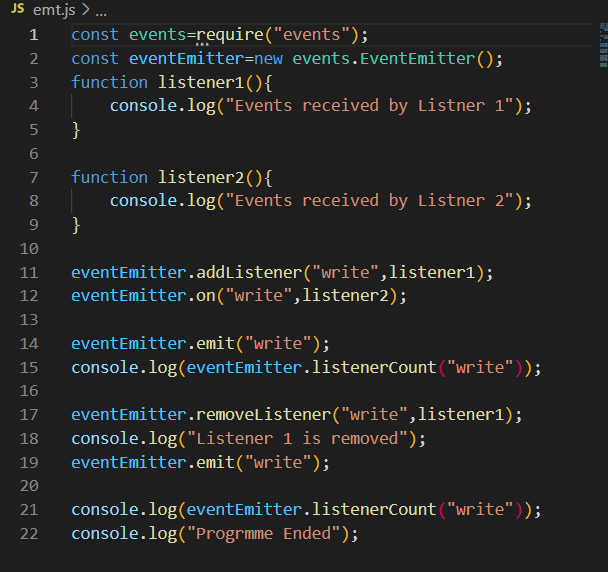 JS emt.js > ...
1 const events=require("events");
2 const eventEmitter=new events.EventEmitter();
3 function listener1(){
4     console.log("Events received by Listner 1");
5 }
6
7 function listener2(){
8     console.log("Events received by Listner 2");
9 }
10
11 eventEmitter.addListener("write",listener1);
12 eventEmitter.on("write",listener2);
13
14 eventEmitter.emit("write");
15 console.log(eventEmitter.listenerCount("write"));
16
17 eventEmitter.removeListener("write",listener1);
18 console.log("Listener 1 is removed");
19 eventEmitter.emit("write");
20
21 console.log(eventEmitter.listenerCount("write"));
22 console.log("Progrmme Ended");